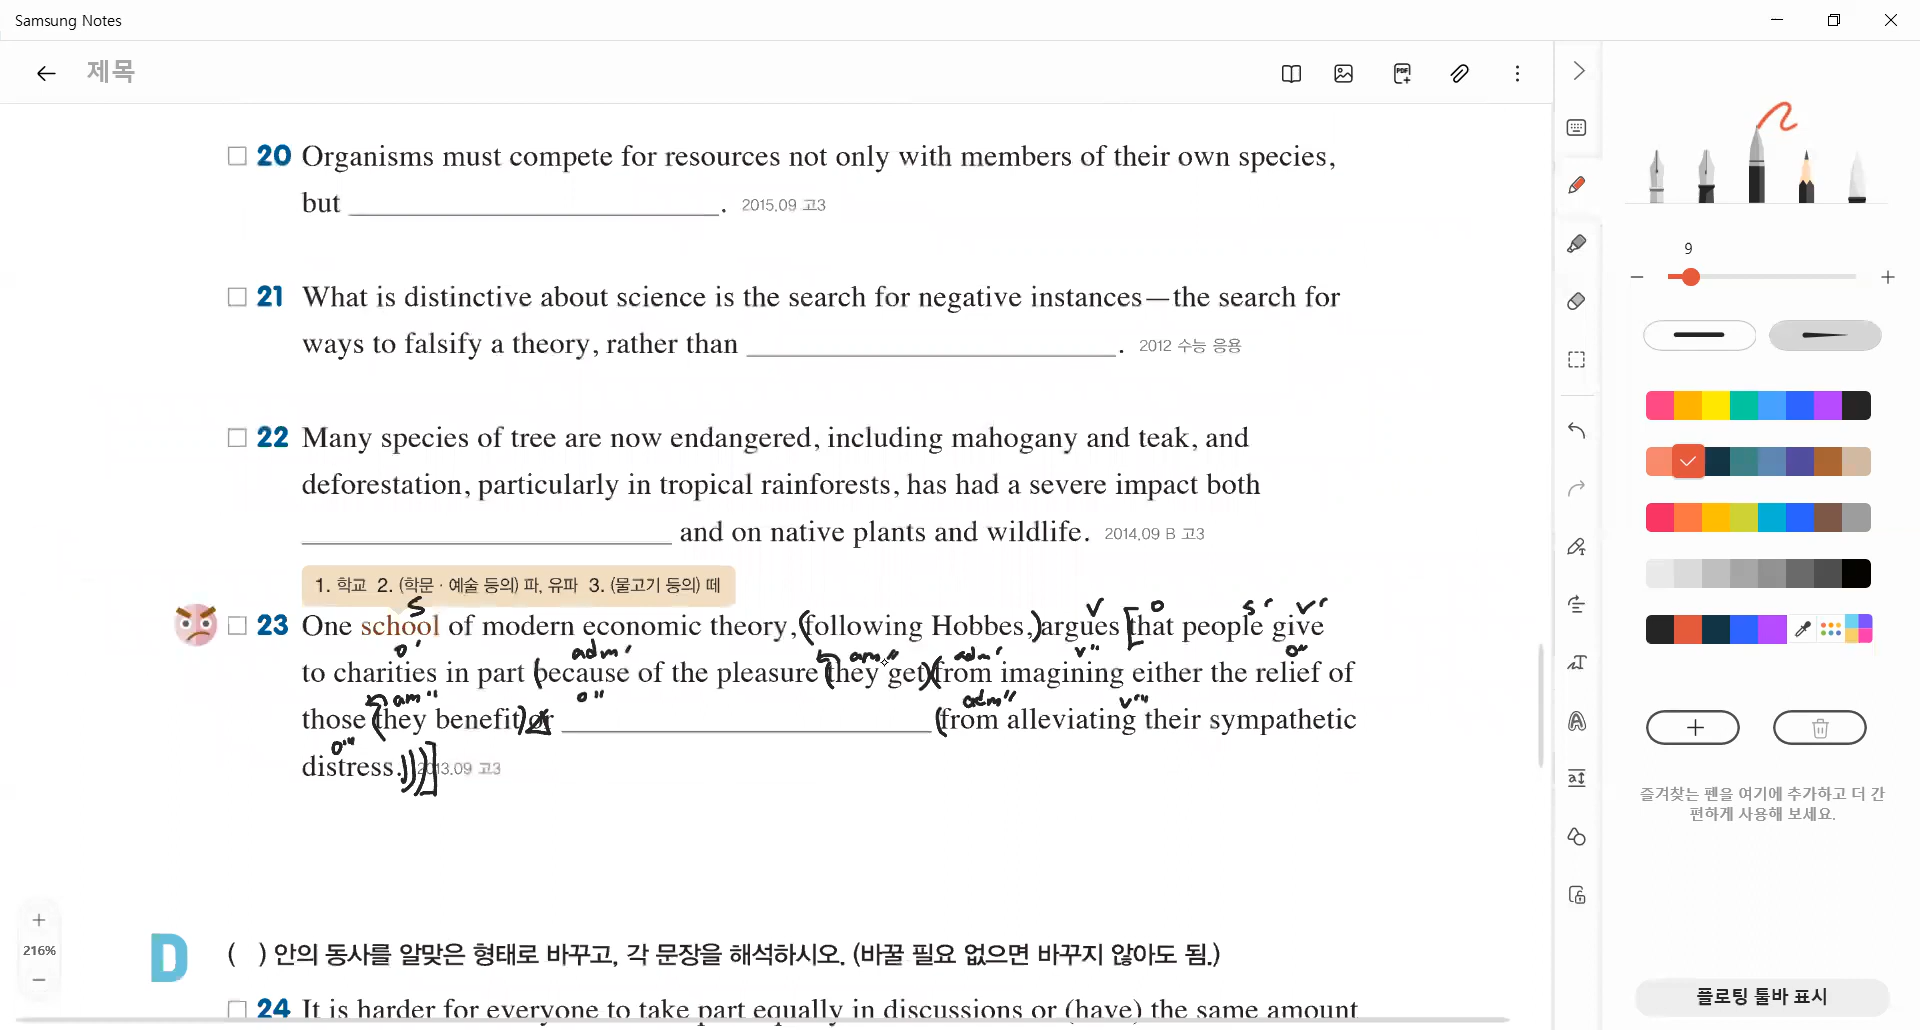 Samsung Notes
제목
20 Organisms must compete for resources not only with members of their own species,
but ____________________. 2015.09 고3
21 What is distinctive about science is the search for negative instances—the search for
ways to falsify a theory, rather than ____________________. 2012 수능 응용
22 Many species of tree are now endangered, including mahogany and teak, and
deforestation, particularly in tropical rainforests, has had a severe impact both
____________________ and on native plants and wildlife. 2014.09 B 고3
1. 학교 2. (학문·예술 등의) 파, 유파 3. (물고기 등의) 떼
S V O S' V'
23 One school of modern economic theory, (following Hobbes,) argues [that people give
O' adm' am" adm' V" O"
to charities in part (because of the pleasure (they get) (from imagining either the relief of
am" O" adm" V'"
those (they benefit) or ____________________ (from alleviating their sympathetic
O'"
distress.)))] 2013.09 고3
D ( ) 안의 동사를 알맞은 형태로 바꾸고, 각 문장을 해석하시오. (바꿀 필요 없으면 바꾸지 않아도 됨.)
24 It is harder for everyone to take part equally in discussions or (have) the same amount
216%
PDF
9
즐겨찾는 펜을 여기에 추가하고 더 간
편하게 사용해 보세요.
플로팅 툴바 표시